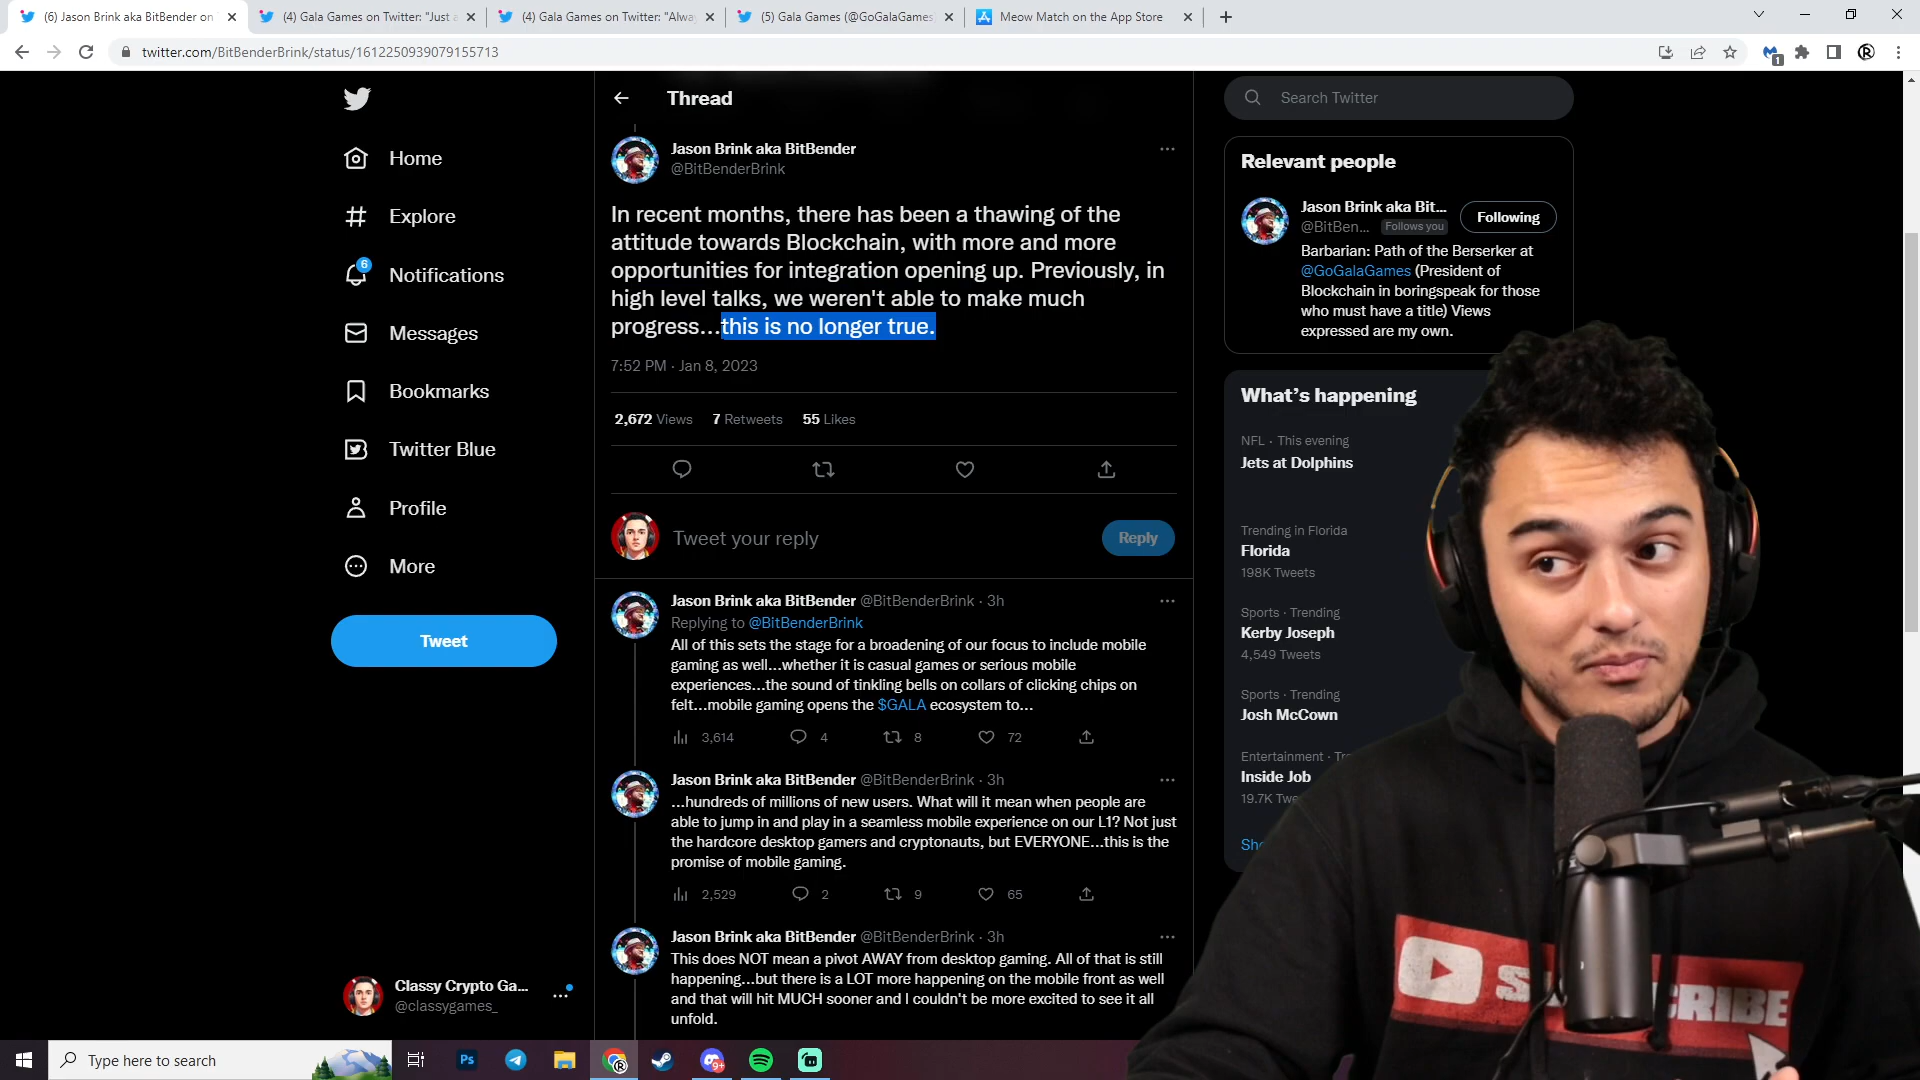 (6) Jason Brink aka BitBender on
(4) Gala Games on Twitter: "Just
(4) Gala Games on Twitter: "Alwa
(5) Gala Games (@GoGalaGames
Meow Match on the App Store
twitter.com/BitBenderBrink/status/1612250939079155713
1
Home
Explore
6
Notifications
Messages
Bookmarks
Twitter Blue
Profile
More
Tweet
Classy Crypto Ga...
@classygames_
Thread
Jason Brink aka BitBender
@BitBenderBrink
In recent months, there has been a thawing of the
attitude towards Blockchain, with more and more
opportunities for integration opening up. Previously, in
high level talks, we weren't able to make much
progress...this is no longer true.
7:52 PM · Jan 8, 2023
2,672 Views 7 Retweets 55 Likes
Tweet your reply
Reply
Jason Brink aka BitBender @BitBenderBrink · 3h
Replying to @BitBenderBrink
All of this sets the stage for a broadening of our focus to include mobile
gaming as well...whether it is casual games or serious mobile
experiences...the sound of tinkling bells on collars of clicking chips on
felt...mobile gaming opens the $GALA ecosystem to...
3,614 4 8 72
Jason Brink aka BitBender @BitBenderBrink · 3h
...hundreds of millions of new users. What will it mean when people are
able to jump in and play in a seamless mobile experience on our L1? Not just
the hardcore desktop gamers and cryptonauts, but EVERYONE...this is the
promise of mobile gaming.
2,529 2 9 65
Jason Brink aka BitBender @BitBenderBrink · 3h
This does NOT mean a pivot AWAY from desktop gaming. All of that is still
happening...but there is a LOT more happening on the mobile front as well
and that will hit MUCH sooner and I couldn't be more excited to see it all
unfold.
Search Twitter
Relevant people
Jason Brink aka Bit...
Following
@BitBen... Follows you
Barbarian: Path of the Berserker at
@GoGalaGames (President of
Blockchain in boringspeak for those
who must have a title) Views
expressed are my own.
What's happening
NFL · This evening
Jets at Dolphins
Trending in Florida
Florida
198K Tweets
Sports · Trending
Kerby Joseph
4,549 Tweets
Sports · Trending
Josh McCown
Entertainment · Tr
Inside Job
19.7K Twe
Sho
S SCRIBE
Type here to search
Ps
9+